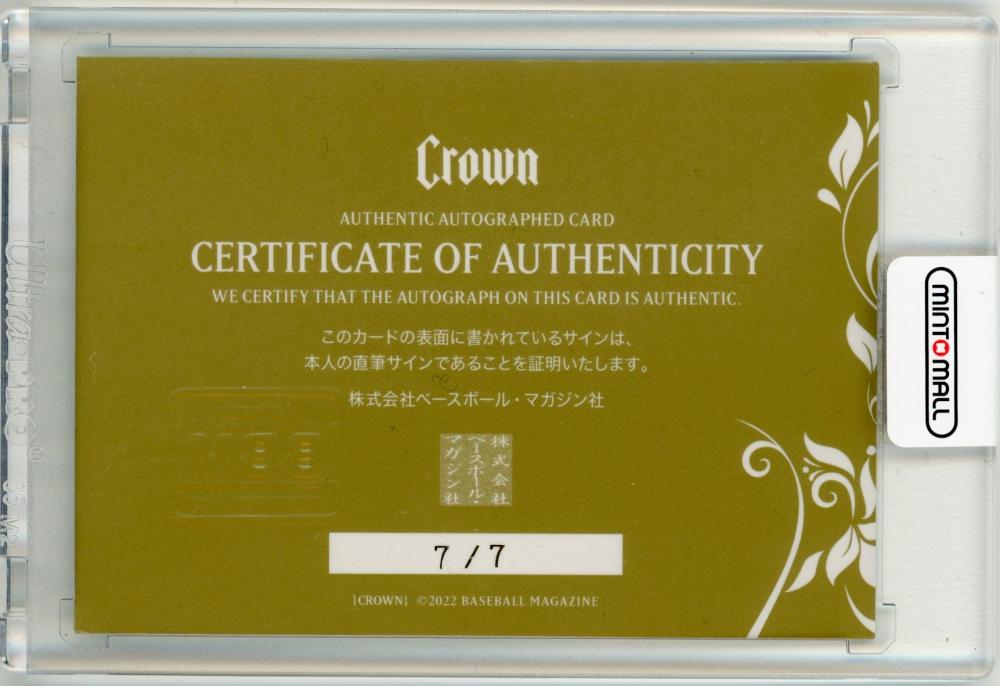 Crown
AUTHENTIC AUTOGRAPHED CARD
CERTIFICATE OF AUTHENTICITY
WE CERTIFY THAT THE AUTOGRAPH ON THIS CARD IS AUTHENTIC.
このカードの表面に書かれているサインは、
本人の直筆サインであることを証明いたします。
株式会社ベースボール・マガジン社
株式会社
ベースボール・
マガジン社
7/7
[CROWN] ©2022 BASEBALL MAGAZINE
MINT MALL
Ultra·PRO®
BBM